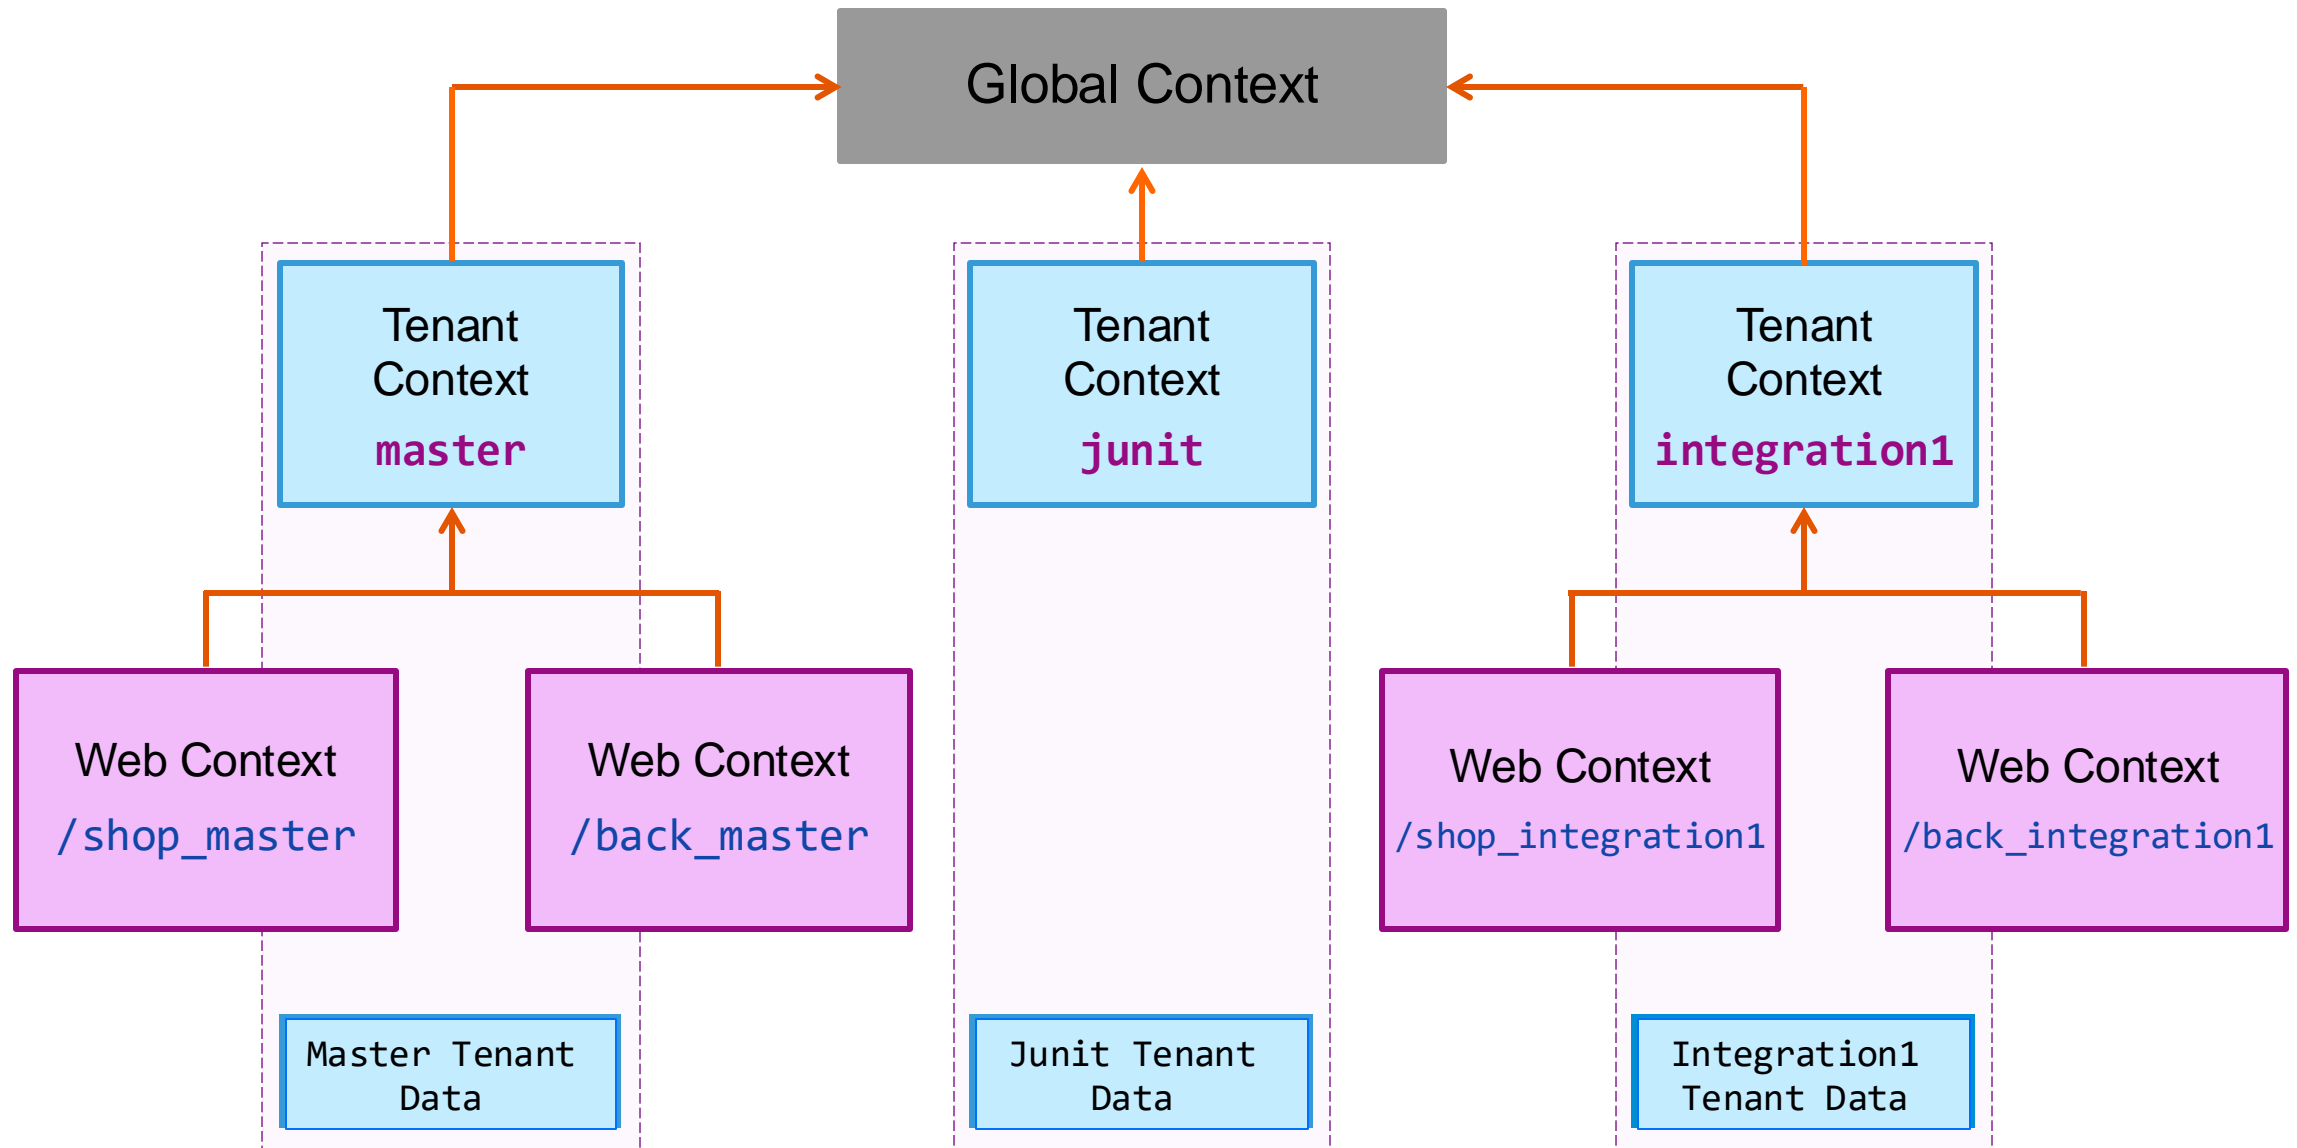 Global Context
Tenant
Context
master
Tenant
Context
junit
Tenant
Context
integration1
Web Context
/shop_master
Web Context
/back_master
Web Context
/shop_integration1
Web Context
/back_integration1
Master Tenant
Data
Junit Tenant
Data
Integration1
Tenant Data